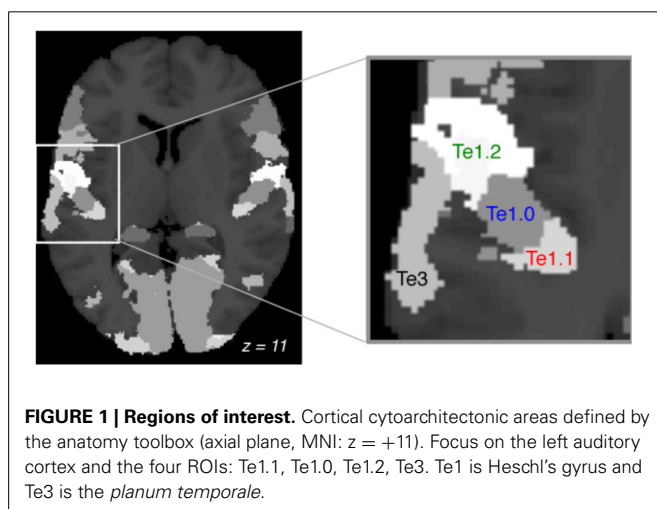 Te1.2
Te1.0
Te1.1
Te3
z = 11
FIGURE 1 | Regions of interest. Cortical cytoarchitectonic areas defined by
the anatomy toolbox (axial plane, MNI: z = +11). Focus on the left auditory
cortex and the four ROIs: Te1.1, Te1.0, Te1.2, Te3. Te1 is Heschl’s gyrus and
Te3 is the planum temporale.